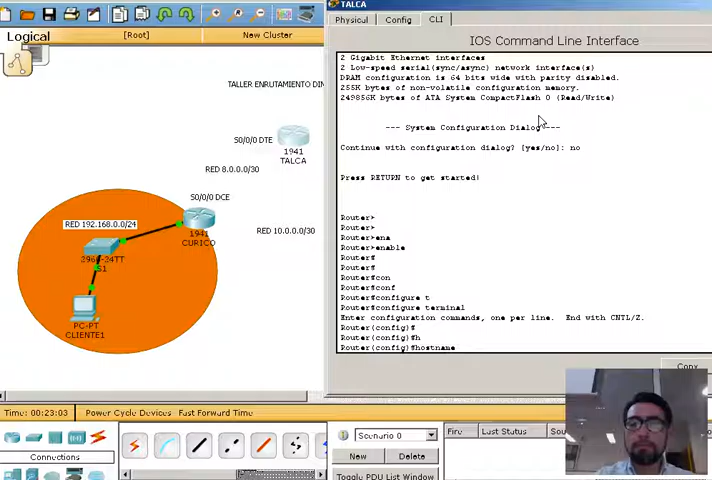 TALCA
Physical Config CLI
Logical [Root] New Cluster
IOS Command Line Interface
2 Gigabit Ethernet interfaces
2 Low-speed serial(sync/async) network interface(s)
DRAM configuration is 64 bits wide with parity disabled.
255K bytes of non-volatile configuration memory.
249856K bytes of ATA System CompactFlash 0 (Read/Write)
--- System Configuration Dialog ---
Continue with configuration dialog? [yes/no]: no
Press RETURN to get started!
Router>
Router>
Router>ena
Router>enable
Router#
Router#
Router#con
Router#conf
Router#configure t
Router#configure terminal
Enter configuration commands, one per line. End with CNTL/Z.
Router(config)#
Router(config)#h
Router(config)#hostname
Copy
TALLER ENRUTAMIENTO DIN
S0/0/0 DTE
1941
TALCA
RED 8.0.0.0/30
S0/0/0 DCE
RED 192.168.0.0/24
1941
CURICO
RED 10.0.0.0/30
2960-24TT
S1
PC-PT
CLIENTE1
Time: 00:23:03 Power Cycle Devices Fast Forward Time
Connections
Scenario 0
New Delete
Toggle PDU List Window
Fire Last Status Sou